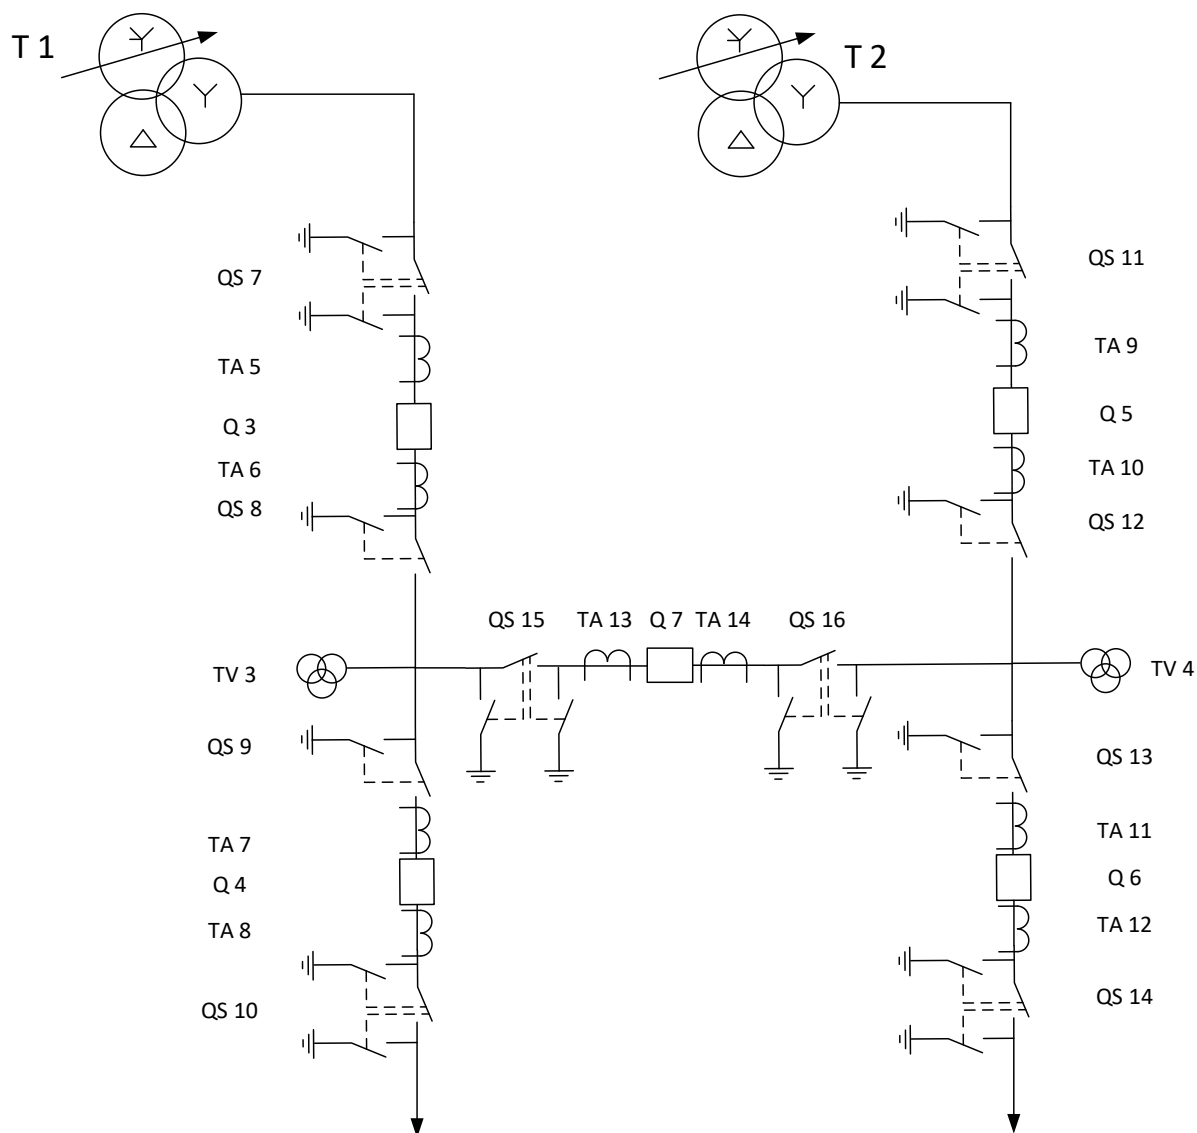 T 1
T 2
QS 7
QS 11
TA 5
TA 9
Q 3
Q 5
TA 6
TA 10
QS 8
QS 12
QS 15
TA 13
Q 7
TA 14
QS 16
TV 3
TV 4
QS 9
QS 13
TA 7
TA 11
Q 4
Q 6
TA 8
TA 12
QS 10
QS 14